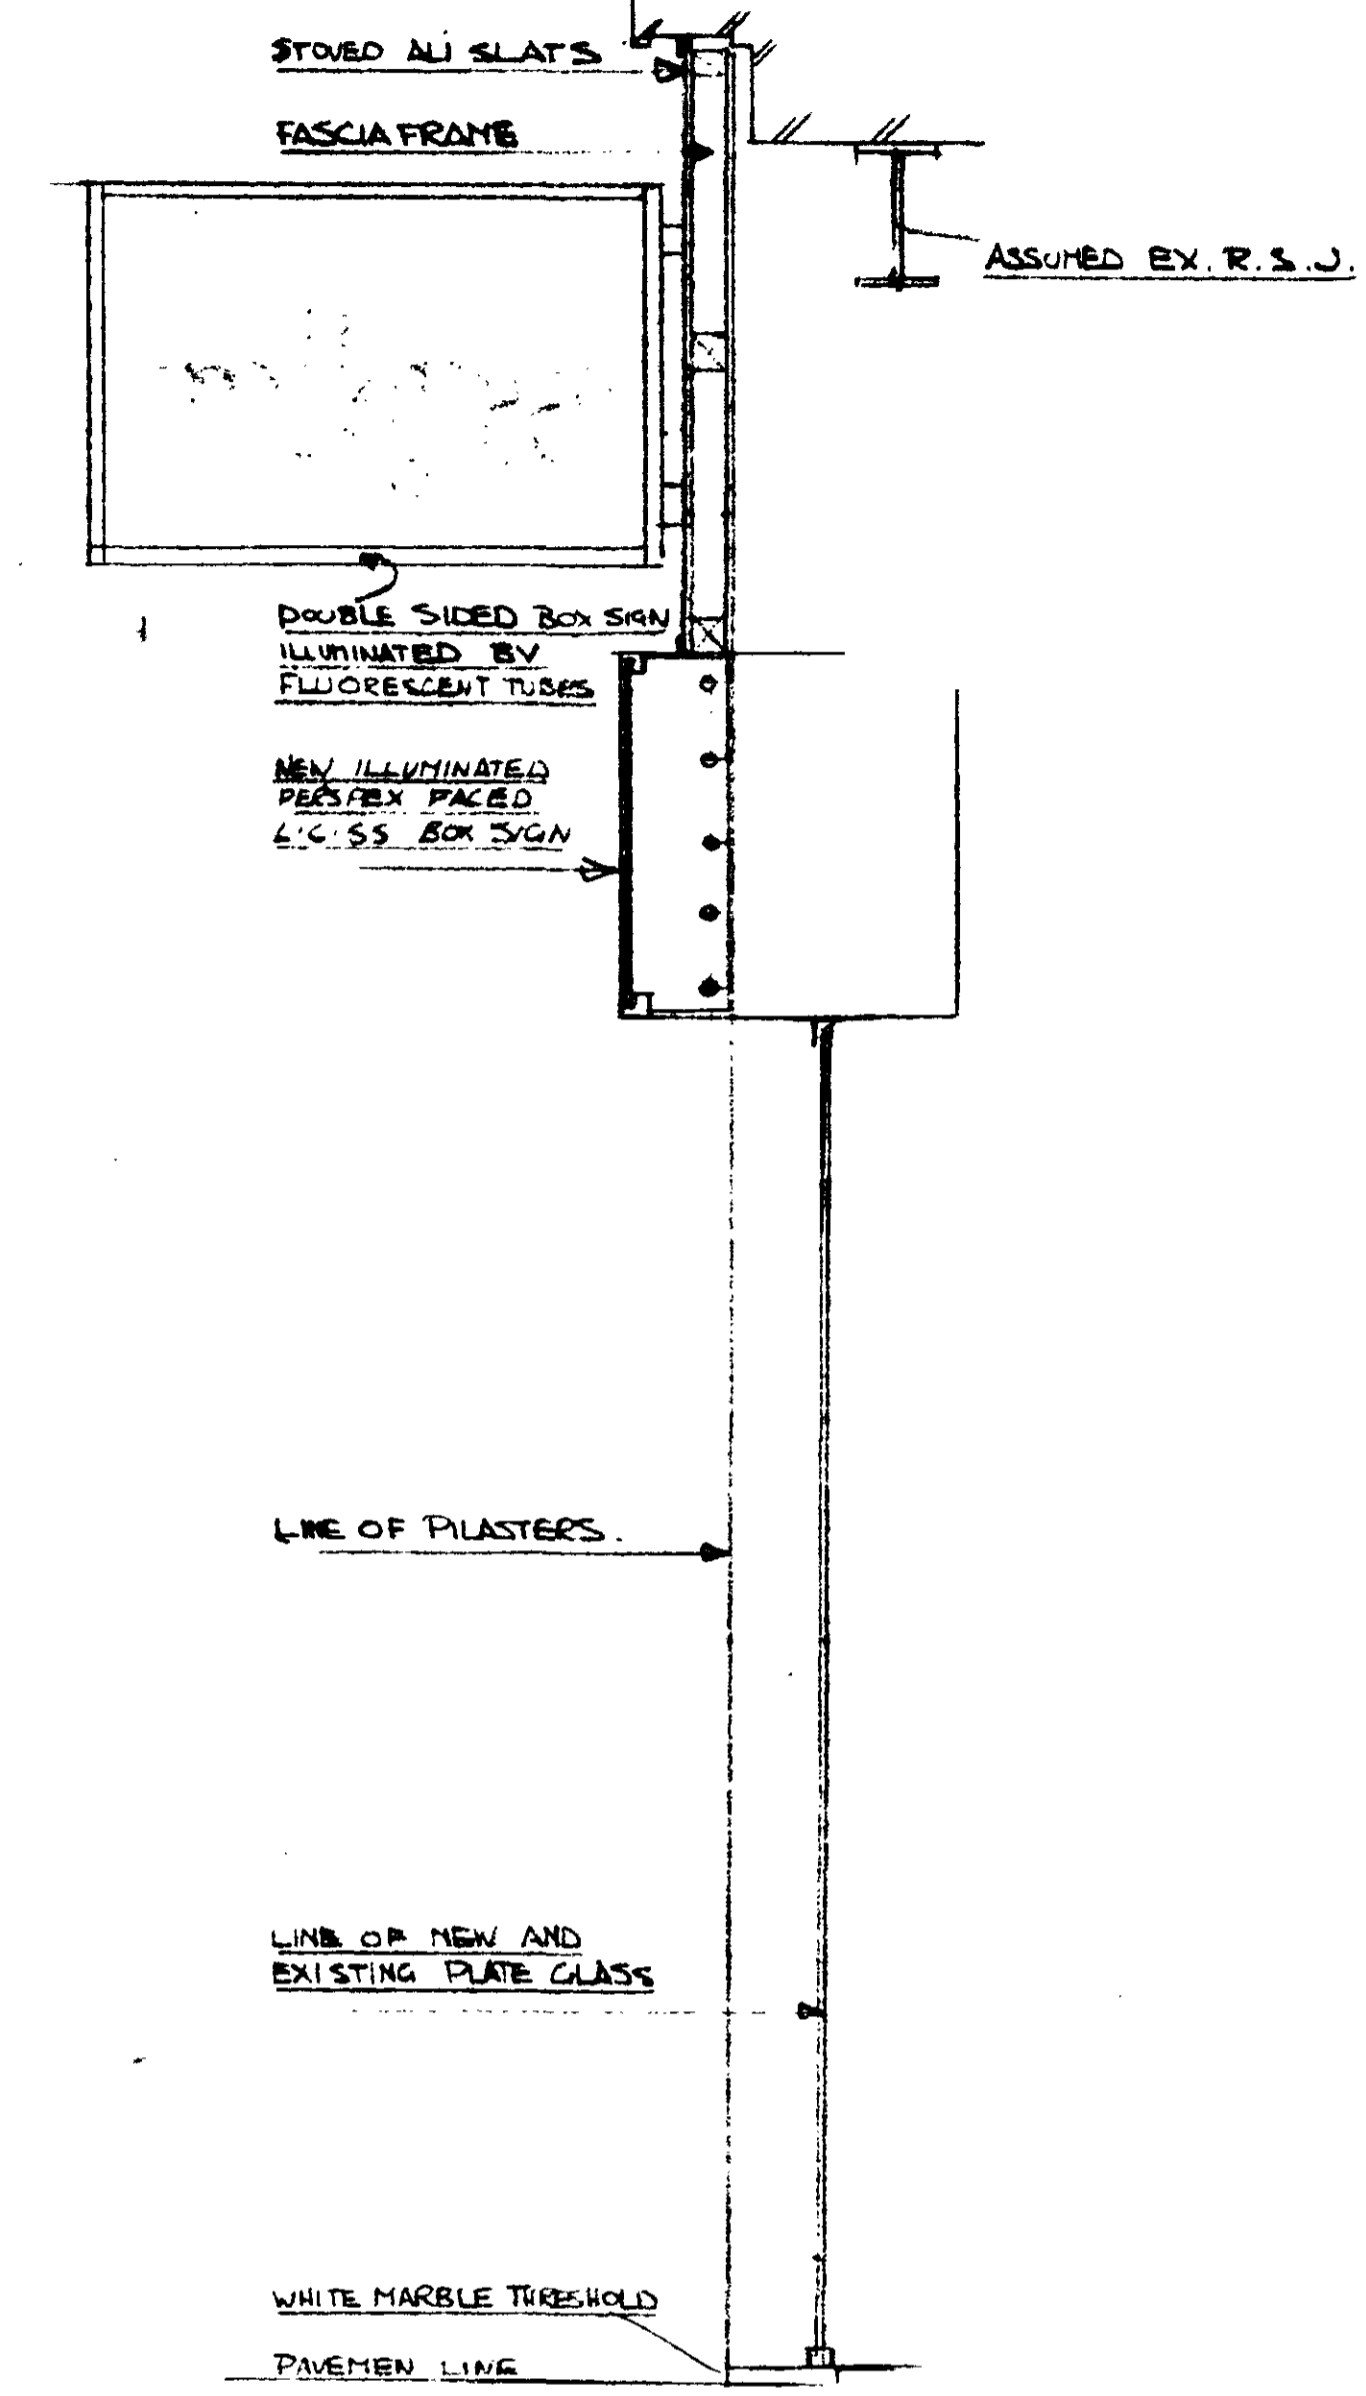 STOVED ALI SLATS
FASCIA FRAME
ASSUMED EX. R. S. J.
DOUBLE SIDED BOX SIGN
ILLUMINATED BY
FLUORESCENT TUBES
NEW ILLUMINATED
PERSPEX FACED
L.C.SS BOX SIGN
LINE OF PILASTERS.
LINE OF NEW AND
EXISTING PLATE GLASS
WHITE MARBLE THRESHOLD
PAVEMEN LINE